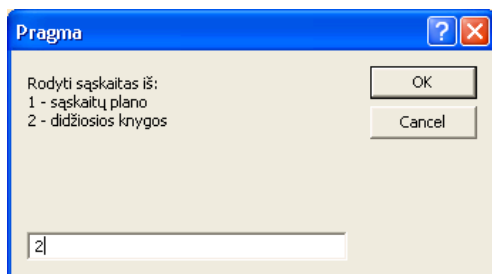 Pragma
Rodyti sąskaitas iš:
1 - sąskaitų plano
2 - didžiosios knygos
OK
Cancel
2